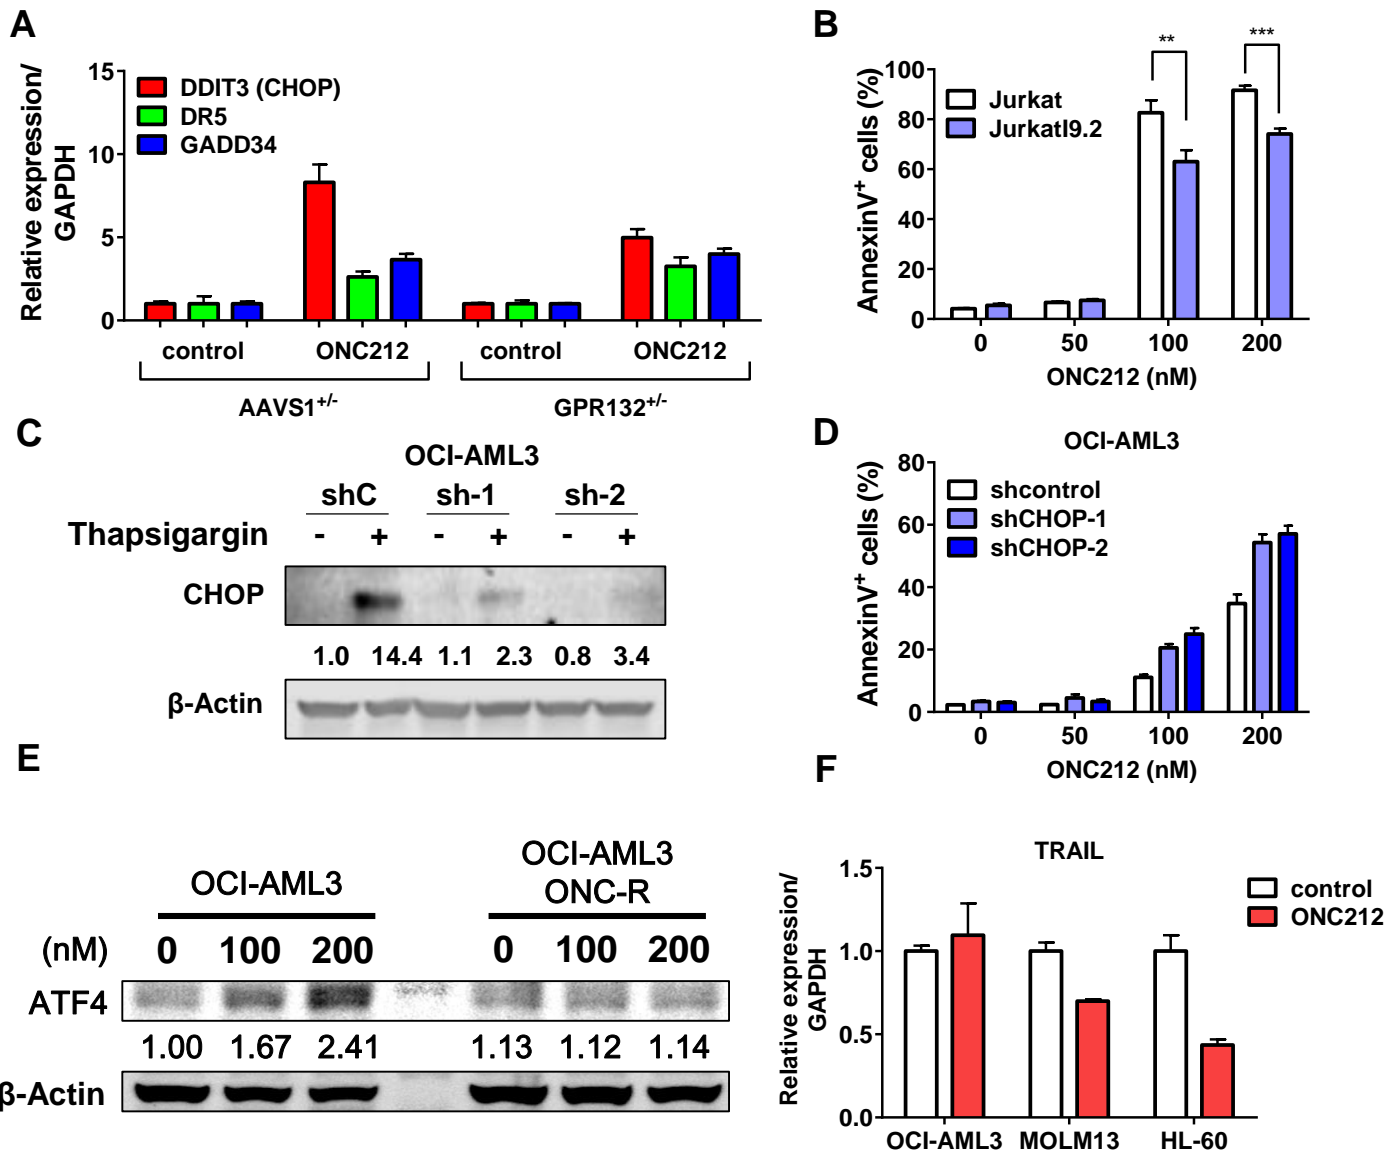 A
Relative expression/
GAPDH
15
10
5
0
DDIT3 (CHOP)
DR5
GADD34
control ONC212 control ONC212
AAVS1+/- GPR132+/-
B
** ***
AnnexinV+ cells (%)
100
80
60
40
20
0
Jurkat
JurkatI9.2
0 50 100 200
ONC212 (nM)
C
OCI-AML3
shC sh-1 sh-2
Thapsigargin - + - + - +
CHOP
1.0 14.4 1.1 2.3 0.8 3.4
β-Actin
D
OCI-AML3
AnnexinV+ cells (%)
80
60
40
20
0
shcontrol
shCHOP-1
shCHOP-2
0 50 100 200
ONC212 (nM)
E
OCI-AML3
OCI-AML3
ONC-R
(nM) 0 100 200 0 100 200
ATF4
1.00 1.67 2.41 1.13 1.12 1.14
β-Actin
F
TRAIL
Relative expression/
GAPDH
1.5
1.0
0.5
0.0
control
ONC212
OCI-AML3 MOLM13 HL-60